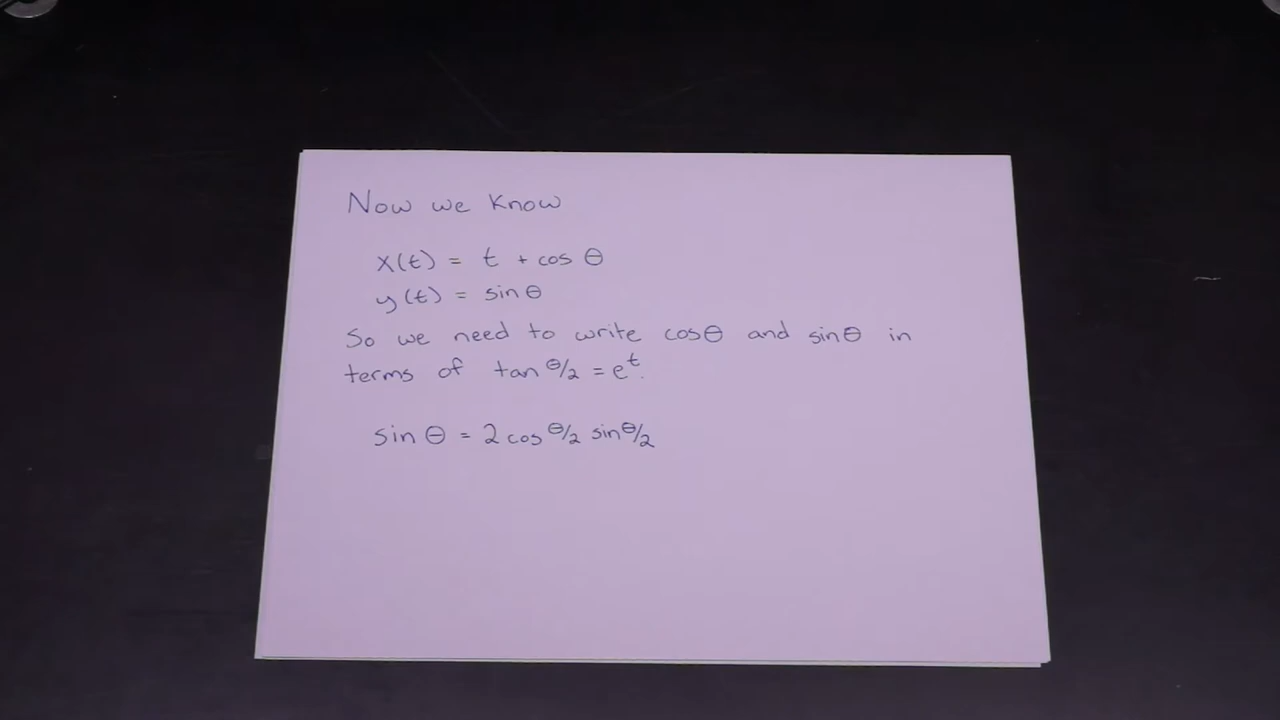 Now we know
x(t) = t + cos θ
y(t) = sin θ
So we need to write cosθ and sinθ in
terms of tan θ/2 = e^t.
sin θ = 2 cos θ/2 sin θ/2